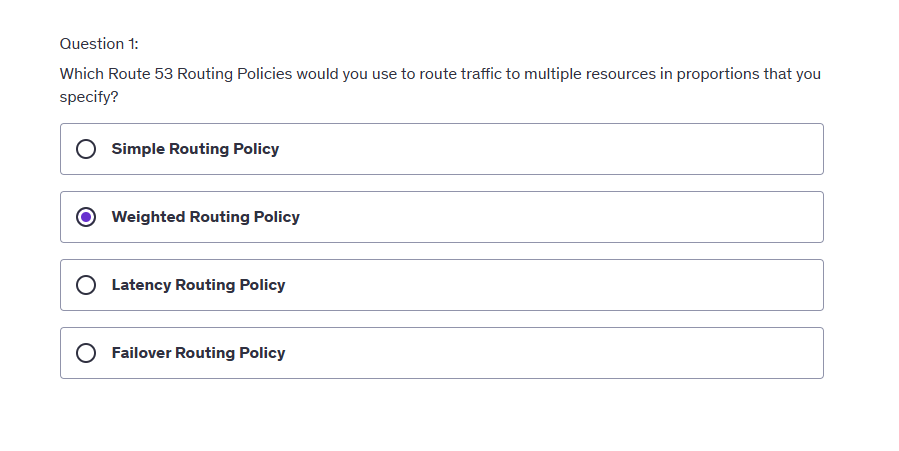 Question 1:
Which Route 53 Routing Policies would you use to route traffic to multiple resources in proportions that you
specify?
Simple Routing Policy
Weighted Routing Policy
Latency Routing Policy
Failover Routing Policy